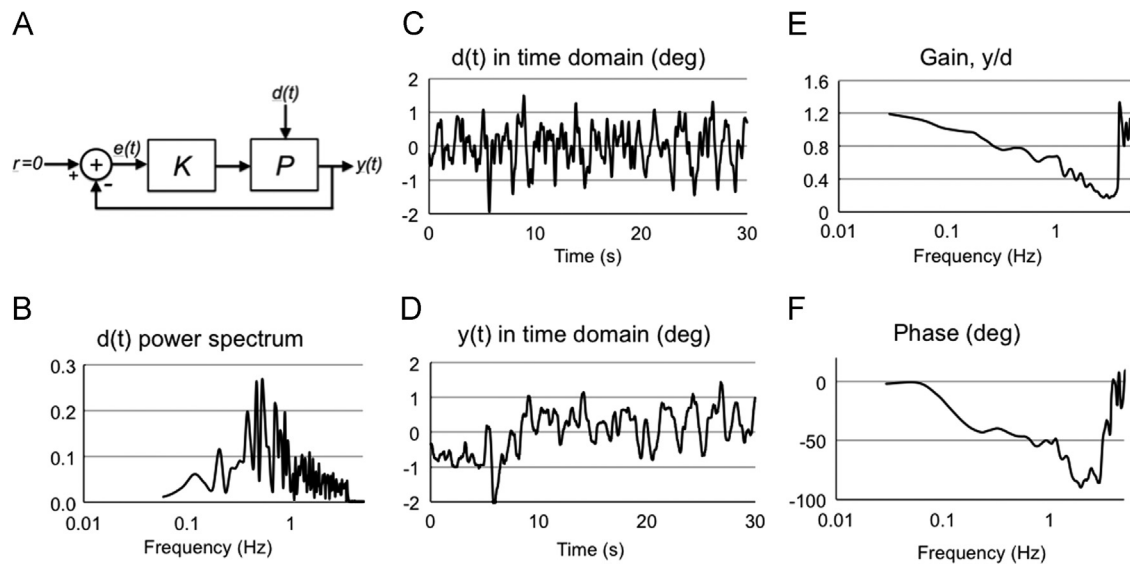 A
r=0
+
+
-
e(t)
K
d(t)
P
y(t)
B
d(t) power spectrum
0.3
0.2
0.1
0.0
0.01
0.1
1
Frequency (Hz)
C
d(t) in time domain (deg)
2
1
0
-1
-2
0
10
20
30
Time (s)
D
y(t) in time domain (deg)
2
1
0
-1
-2
0
10
20
30
Time (s)
E
Gain, y/d
1.6
1.2
0.8
0.4
0
0.01
0.1
1
Frequency (Hz)
F
Phase (deg)
0
-50
-100
0.01
0.1
1
Frequency (Hz)